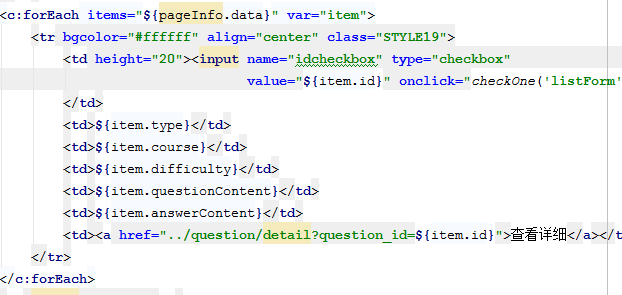 <c:forEach items="${pageInfo.data}" var="item">
<tr bgcolor="#ffffff" align="center" class="STYLE19">
<td height="20"><input name="idcheckbox" type="checkbox"
value="${item.id}" onclick="checkOne('listForm'
</td>
<td>${item.type}</td>
<td>${item.course}</td>
<td>${item.difficulty}</td>
<td>${item.questionContent}</td>
<td>${item.answerContent}</td>
<td><a href="../question/detail?question_id=${item.id}">查看详细</a></t
</tr>
</c:forEach>